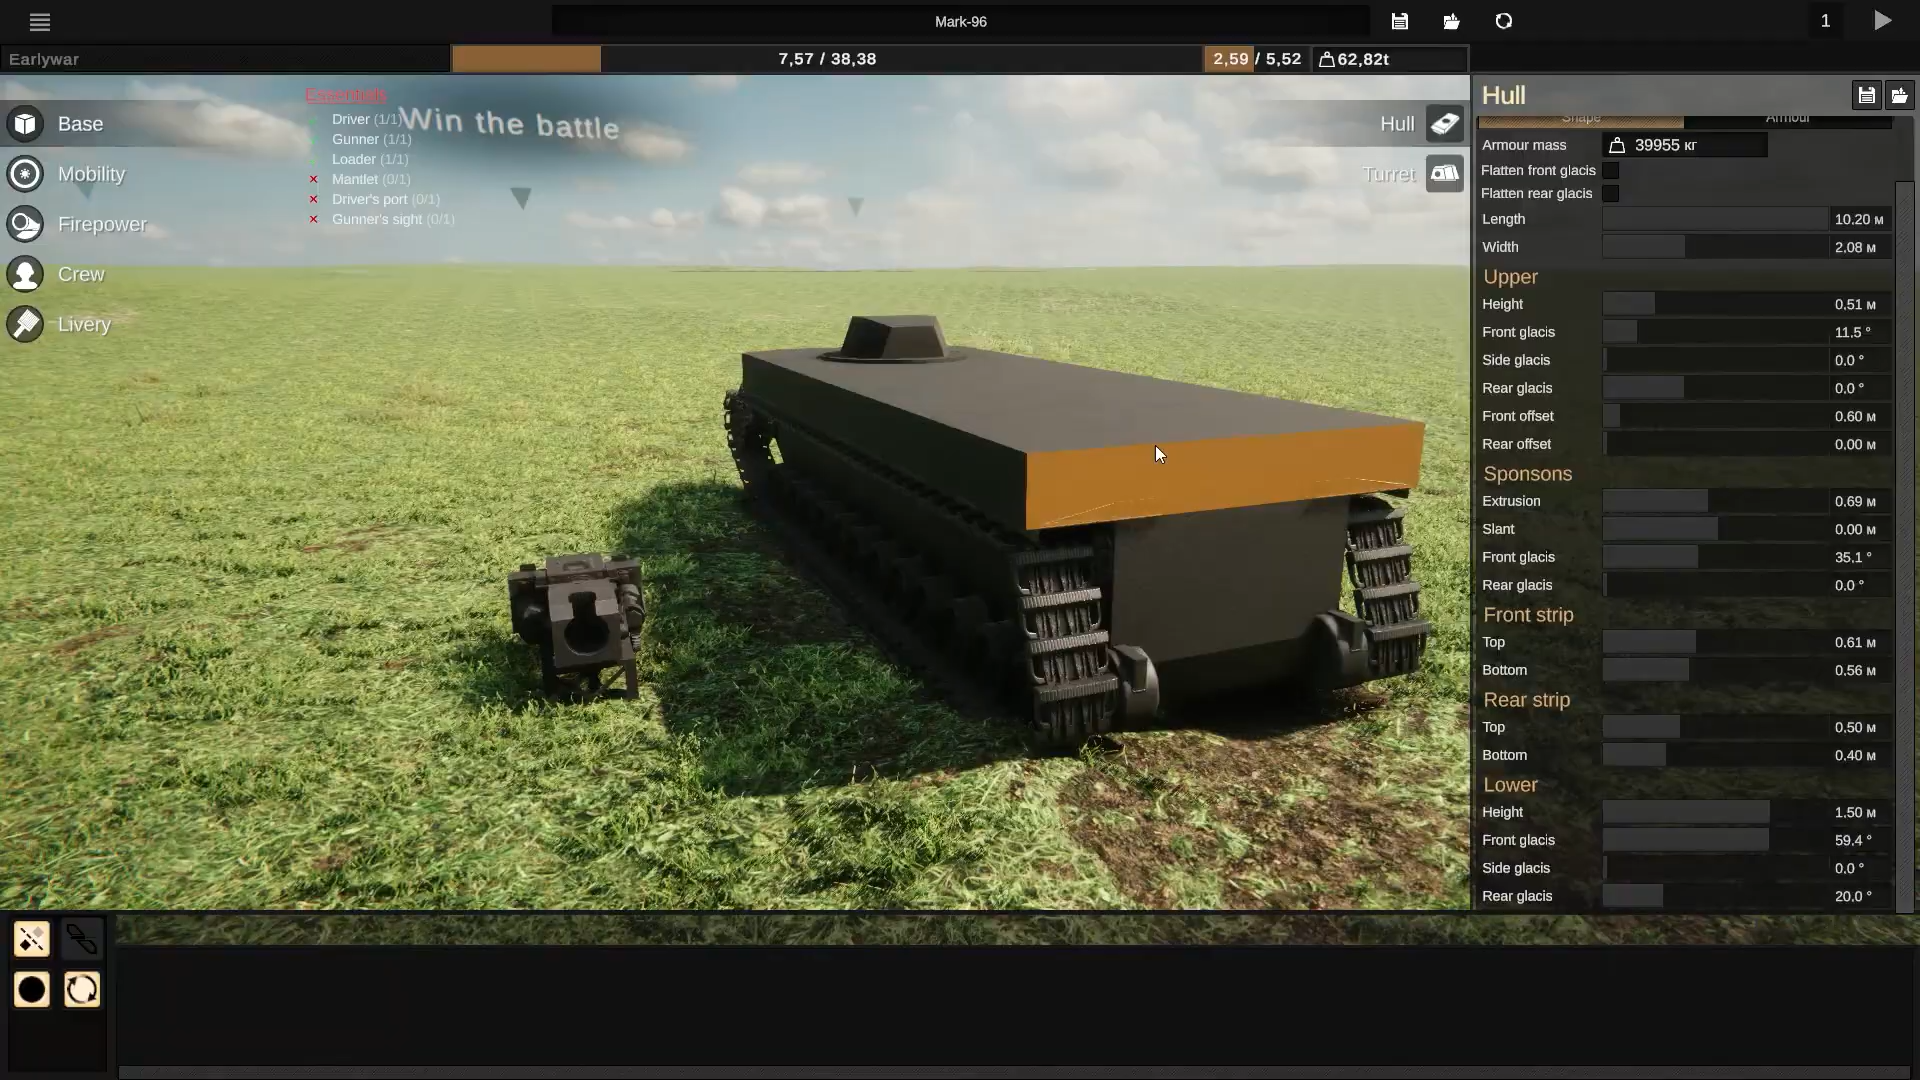 Mark-96
1
Earlywar
7,57 / 38,38
2,59 / 5,52
62,82t
Hull
Essentials
Driver (1/1)
Gunner (1/1)
Loader (1/1)
Mantlet (0/1)
Driver's port (0/1)
Gunner's sight (0/1)
Win the battle
Base
Mobility
Firepower
Crew
Livery
Hull
Turret
Shape
Armour
Armour mass 39955 кг
Flatten front glacis
Flatten rear glacis
Length 10.20 м
Width 2.08 м
Upper
Height 0.51 м
Front glacis 11.5 °
Side glacis 0.0 °
Rear glacis 0.0 °
Front offset 0.60 м
Rear offset 0.00 м
Sponsons
Extrusion 0.69 м
Slant 0.00 м
Front glacis 35.1 °
Rear glacis 0.0 °
Front strip
Top 0.61 м
Bottom 0.56 м
Rear strip
Top 0.50 м
Bottom 0.40 м
Lower
Height 1.50 м
Front glacis 59.4 °
Side glacis 0.0 °
Rear glacis 20.0 °